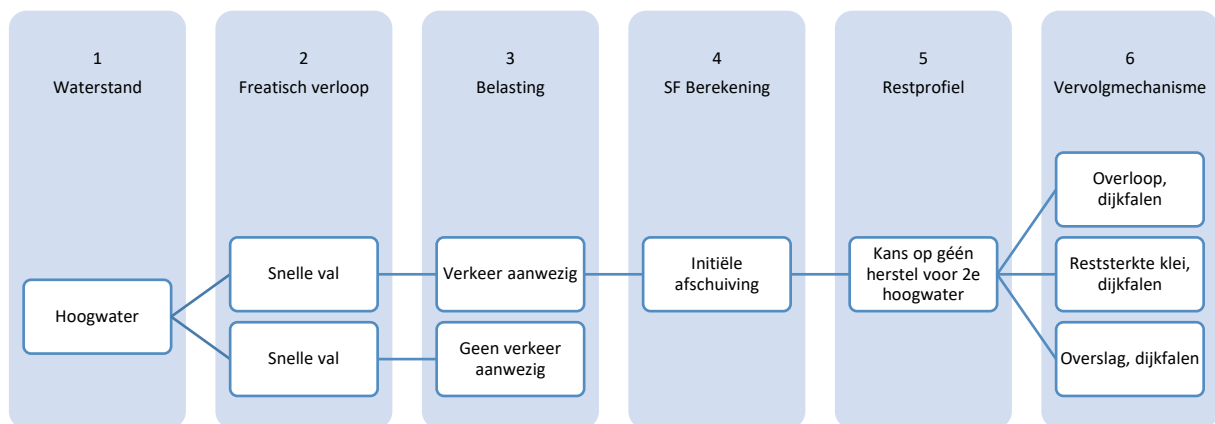 1
Waterstand
2
Freatisch verloop
3
Belasting
4
SF Berekening
5
Restprofiel
6
Vervolgmechanisme
Hoogwater
Snelle val
Snelle val
Verkeer aanwezig
Geen verkeer
aanwezig
Initiële
afschuiving
Kans op géén
herstel voor 2e
hoogwater
Overloop,
dijkfalen
Reststerkte klei,
dijkfalen
Overslag, dijkfalen